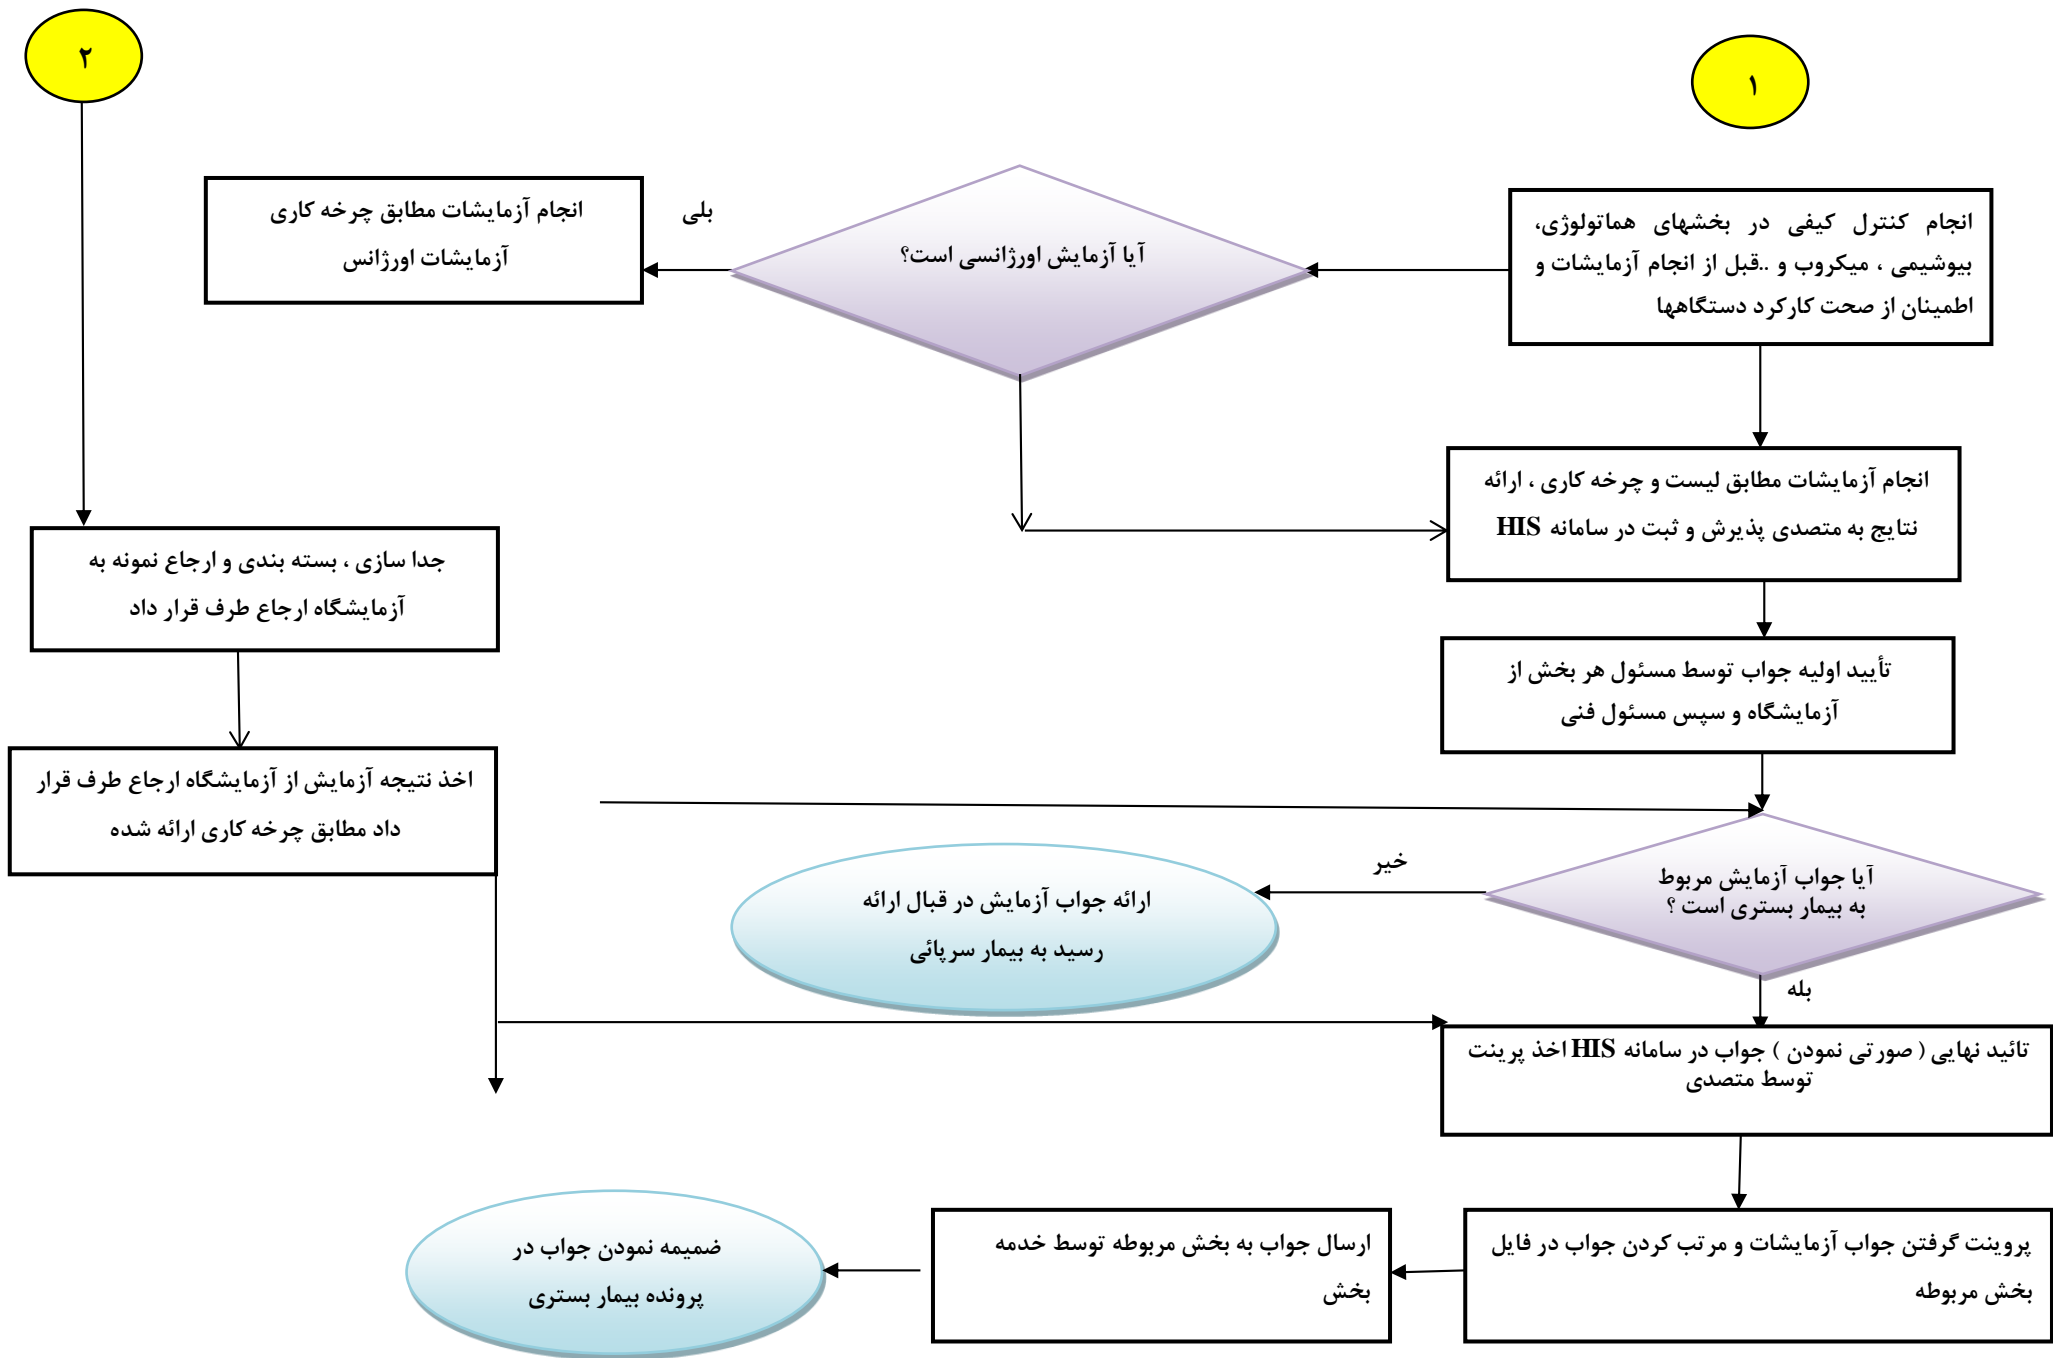 ۱
۲
انجام کنترل کیفی در بخشهای هماتولوژی،
بیوشیمی ، میکروب و ..قبل از انجام آزمایشات و
اطمینان از صحت کارکرد دستگاهها
آیا آزمایش اورژانسی است؟
بلی
انجام آزمایشات مطابق چرخه کاری
آزمایشات اورژانس
انجام آزمایشات مطابق لیست و چرخه کاری ، ارائه
نتایج به متصدی پذیرش و ثبت در سامانه HIS
جدا سازی ، بسته بندی و ارجاع نمونه به
آزمایشگاه ارجاع طرف قرار داد
تأیید اولیه جواب توسط مسئول هر بخش از
آزمایشگاه و سپس مسئول فنی
اخذ نتیجه آزمایش از آزمایشگاه ارجاع طرف قرار
داد مطابق چرخه کاری ارائه شده
آیا جواب آزمایش مربوط
به بیمار بستری است ؟
خیر
ارائه جواب آزمایش در قبال ارائه
رسید به بیمار سرپائی
بله
تائید نهایی ( صورتی نمودن ) جواب در سامانه HIS اخذ پرینت
توسط متصدی
پروینت گرفتن جواب آزمایشات و مرتب کردن جواب در فایل
بخش مربوطه
ارسال جواب به بخش مربوطه توسط خدمه
بخش
ضمیمه نمودن جواب در
پرونده بیمار بستری